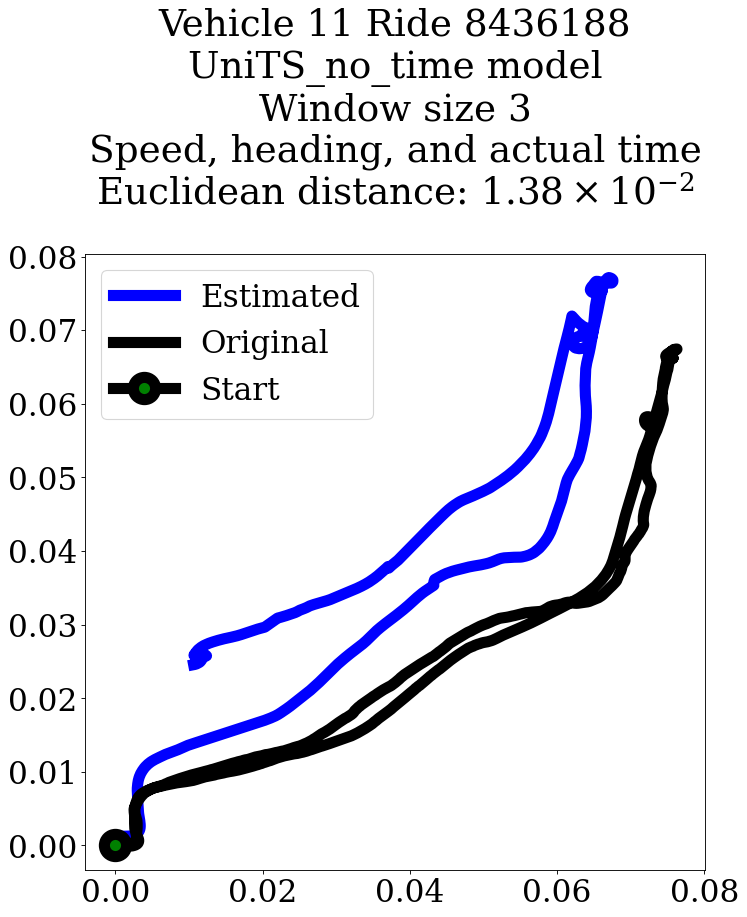 Vehicle 11 Ride 8436188
UniTS_no_time model
Window size 3
Speed, heading, and actual time
Euclidean distance: 1.38 × 10⁻²
0.08
0.07
0.06
0.05
0.04
0.03
0.02
0.01
0.00
Estimated
Original
Start
0.00 0.02 0.04 0.06 0.08